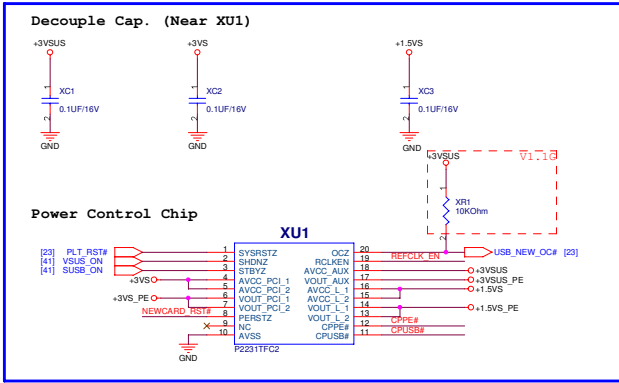 Decouple Cap. (Near XU1)
+3VSUS +3VS +1.5VS
1 1 1
XC1 XC2 XC3
0.1UF/16V 0.1UF/16V 0.1UF/16V
2 2 2
GND GND GND
+3VSUS V1.1G
1
XR1
10KOhm
2
Power Control Chip
XU1
[23] PLT_RST# 1 SYSRSTZ OCZ 20 USB_NEW_OC# [23]
[41] VSUS_ON 2 SHDNZ RCLKEN 19 REFCLK_EN
[41] SUSB_ON 3 STBYZ AVCC_AUX 18 +3VSUS
+3VS 4 AVCC_PCI_1 VOUT_AUX 17 +3VSUS_PE
5 AVCC_PCI_2 AVCC_L_1 16 +1.5VS
+3VS_PE 6 VOUT_PCI_1 AVCC_L_2 15
7 VOUT_PCI_2 VOUT_L_1 14 +1.5VS_PE
NEWCARD_RST# 8 PERSTZ VOUT_L_2 13
9 NC CPPE# 12 CPPE#
10 AVSS CPUSB# 11 CPUSB#
GND
P2231TFC2